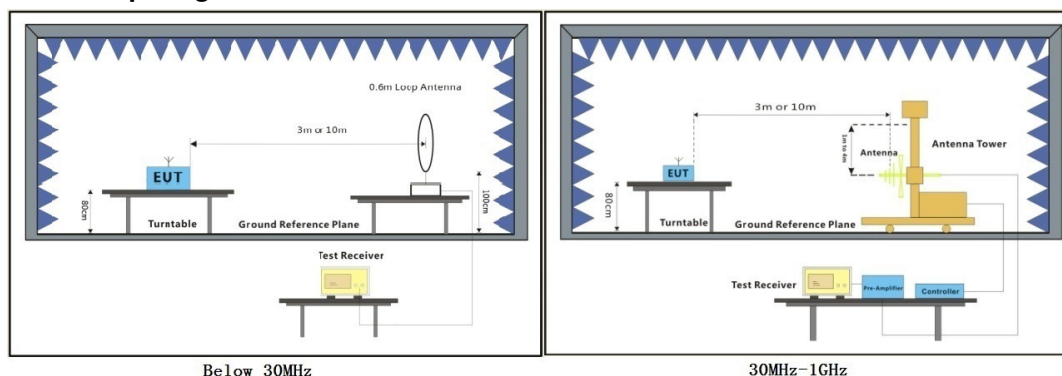 0.6m Loop Antenna
3m or 10m
EUT
80cm
100cm
Turntable
Ground Reference Plane
Test Receiver
Below 30MHz
3m or 10m
1m to 4m
Antenna
Antenna Tower
EUT
80cm
Turntable
Ground Reference Plane
Test Receiver
Pre-Amplifier
Controller
30MHz-1GHz